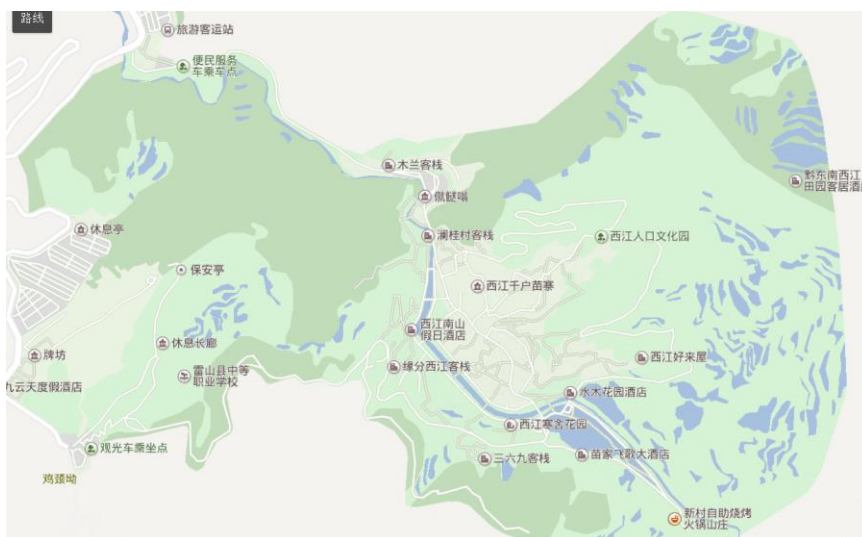 路线
旅游客运站
便民服务
车乘车点
木兰客栈
僦鼟嗡
黔东南西江
田园客居酒店
休息亭
澜桂村客栈
西江人口文化园
保安亭
西江千户苗寨
西江南山
假日酒店
休息长廊
牌坊
西江好来屋
缘分西江客栈
雷山县中等
职业学校
九云天度假酒店
水木花园酒店
西江寒舍花园
观光车乘坐点
三六九客栈
苗家飞歌大酒店
鸡颈坳
新村自助烧烤
火锅山庄